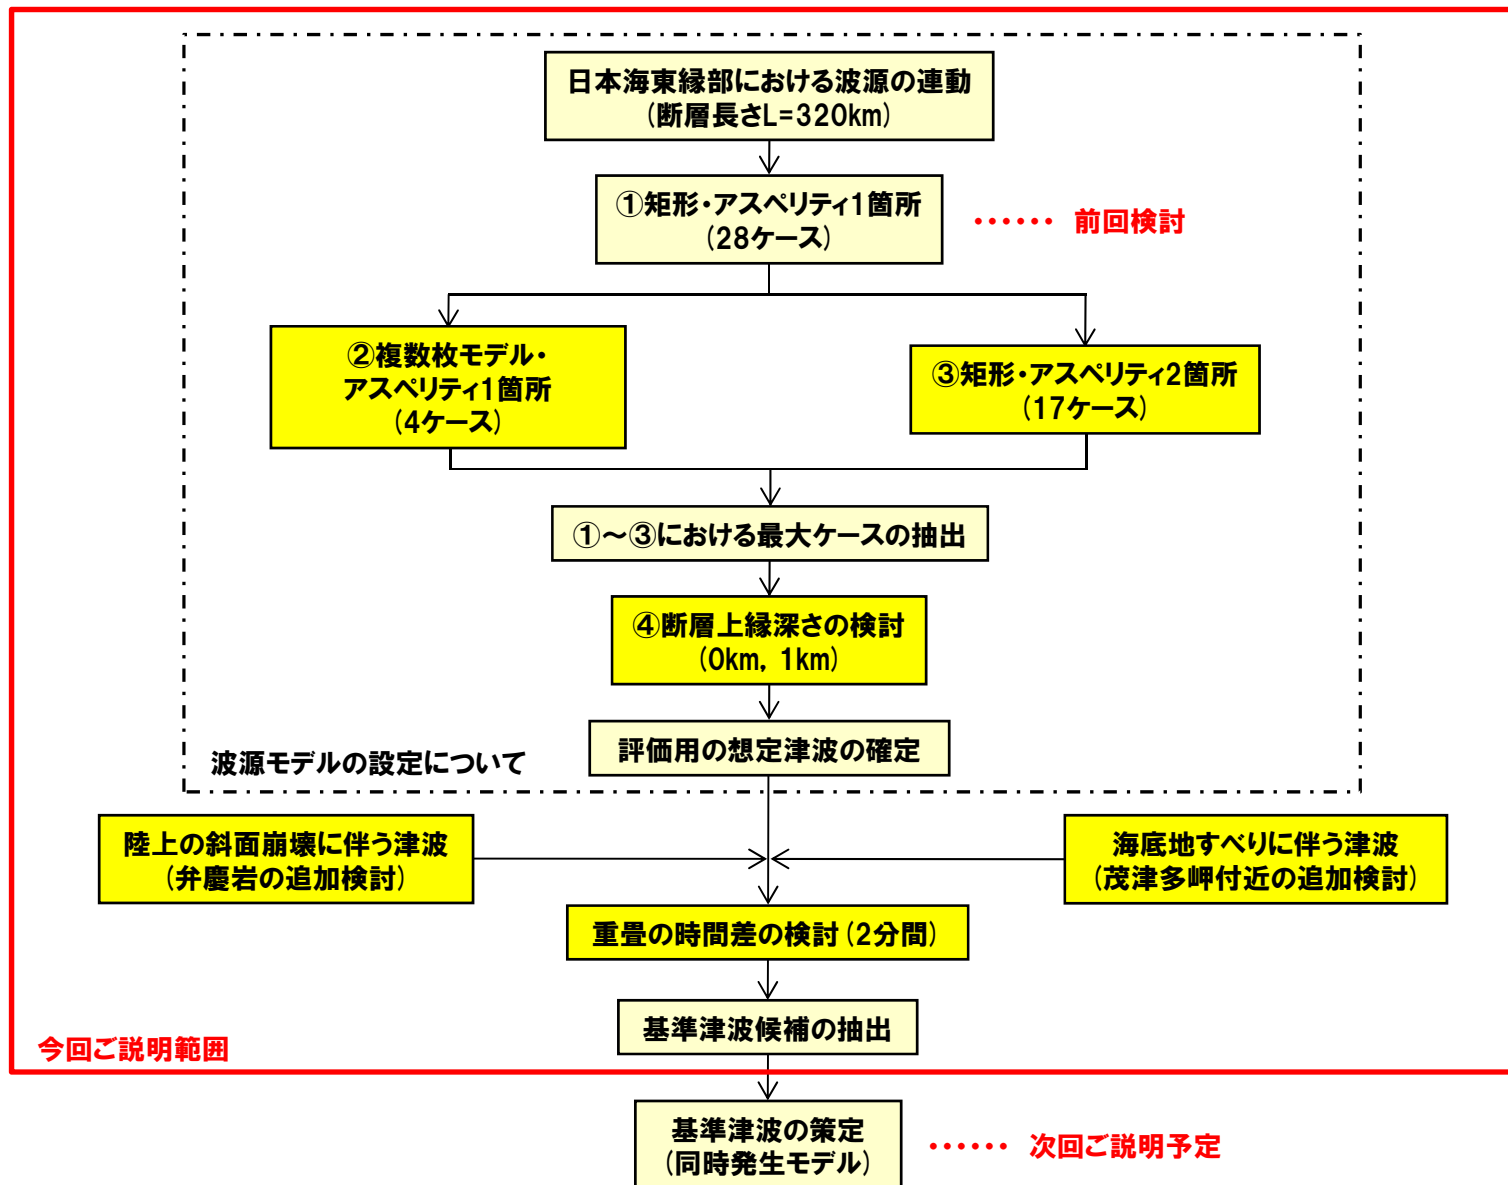 日本海東縁部における波源の連動
(断層長さL=320km)
①矩形・アスペリティ1箇所
(28ケース)
…… 前回検討
②複数枚モデル・
アスペリティ1箇所
(4ケース)
③矩形・アスペリティ2箇所
(17ケース)
①～③における最大ケースの抽出
④断層上縁深さの検討
(0km, 1km)
評価用の想定津波の確定
波源モデルの設定について
陸上の斜面崩壊に伴う津波
(弁慶岩の追加検討)
海底地すべりに伴う津波
(茂津多岬付近の追加検討)
重畳の時間差の検討(2分間)
基準津波候補の抽出
今回ご説明範囲
基準津波の策定
(同時発生モデル)
…… 次回ご説明予定